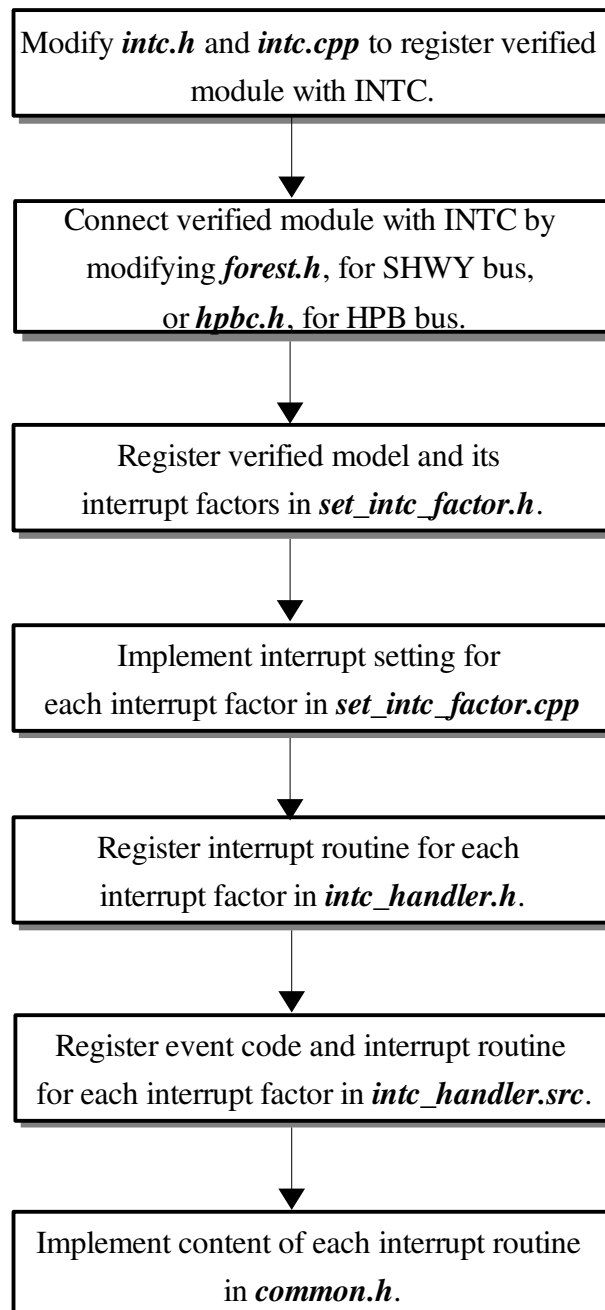 Modify intc.h and intc.cpp to register verified
module with INTC.
Connect verified module with INTC by
modifying forest.h, for SHWY bus,
or hpbc.h, for HPB bus.
Register verified model and its
interrupt factors in set_intc_factor.h.
Implement interrupt setting for
each interrupt factor in set_intc_factor.cpp
Register interrupt routine for each
interrupt factor in intc_handler.h.
Register event code and interrupt routine
for each interrupt factor in intc_handler.src.
Implement content of each interrupt routine
in common.h.